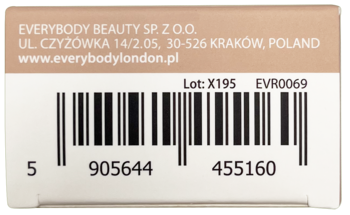 EVERYBODY BEAUTY SP. Z O.O.
UL. CZYŻÓWKA 14/2.05, 30-526 KRAKÓW, POLAND
www.everybodylondon.pl
Lot: X195 EVR0069
5 905644 455160